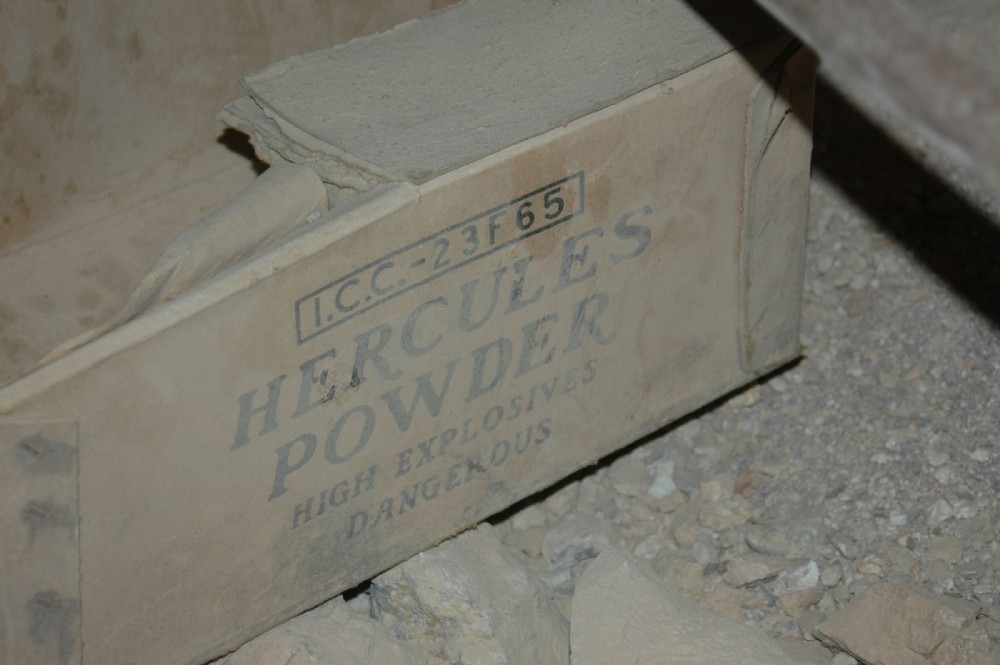 I.C.C.-23F65
HERCULES
POWDER
HIGH EXPLOSIVES
DANGEROUS